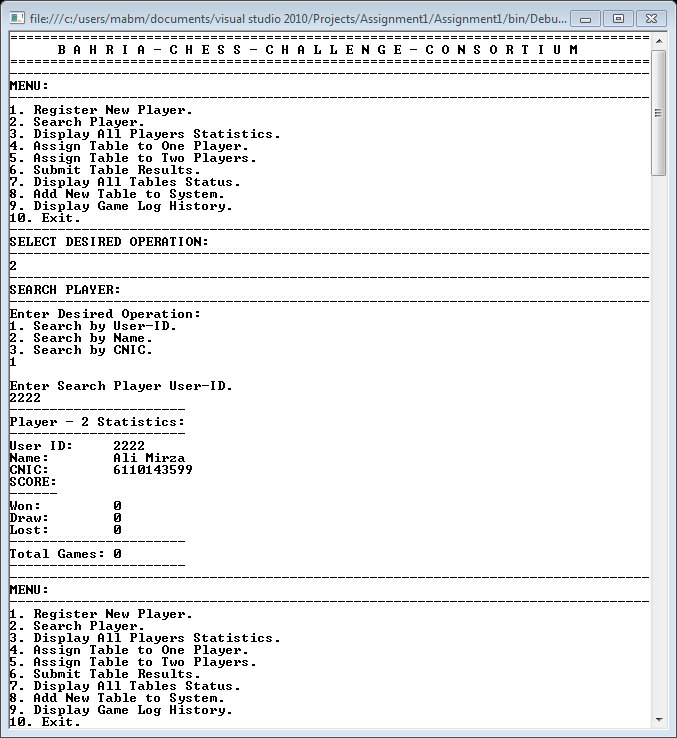 file:///c:/users/mabm/documents/visual studio 2010/Projects/Assignment1/Assignment1/bin/Debu...
================================================================================
B A H R I A - C H E S S - C H A L L E N G E - C O N S O R T I U M
================================================================================
--------------------------------------------------------------------------------
MENU:
--------------------------------------------------------------------------------
1. Register New Player.
2. Search Player.
3. Display All Players Statistics.
4. Assign Table to One Player.
5. Assign Table to Two Players.
6. Submit Table Results.
7. Display All Tables Status.
8. Add New Table to System.
9. Display Game Log History.
10. Exit.
--------------------------------------------------------------------------------
SELECT DESIRED OPERATION:
--------------------------------------------------------------------------------
2
--------------------------------------------------------------------------------
SEARCH PLAYER:
--------------------------------------------------------------------------------
Enter Desired Operation:
1. Search by User-ID.
2. Search by Name.
3. Search by CNIC.
1
Enter Search Player User-ID.
2222
----------------------
Player - 2 Statistics:
----------------------
User ID: 2222
Name: Ali Mirza
CNIC: 6110143599
SCORE:
------
Won: 0
Draw: 0
Lost: 0
----------------------
Total Games: 0
----------------------
--------------------------------------------------------------------------------
MENU:
--------------------------------------------------------------------------------
1. Register New Player.
2. Search Player.
3. Display All Players Statistics.
4. Assign Table to One Player.
5. Assign Table to Two Players.
6. Submit Table Results.
7. Display All Tables Status.
8. Add New Table to System.
9. Display Game Log History.
10. Exit.